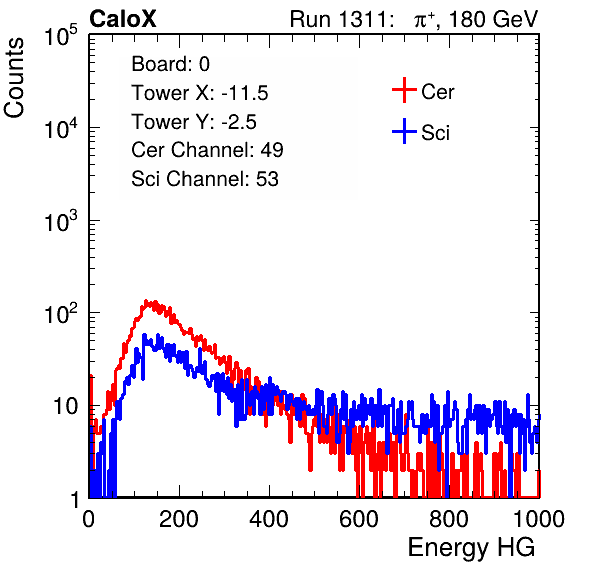 CaloX Run 1311: π⁺, 180 GeV
Counts
10⁵
10⁴
10³
10²
10
1
Board: 0
Tower X: -11.5
Tower Y: -2.5
Cer Channel: 49
Sci Channel: 53
Cer
Sci
0 200 400 600 800 1000
Energy HG